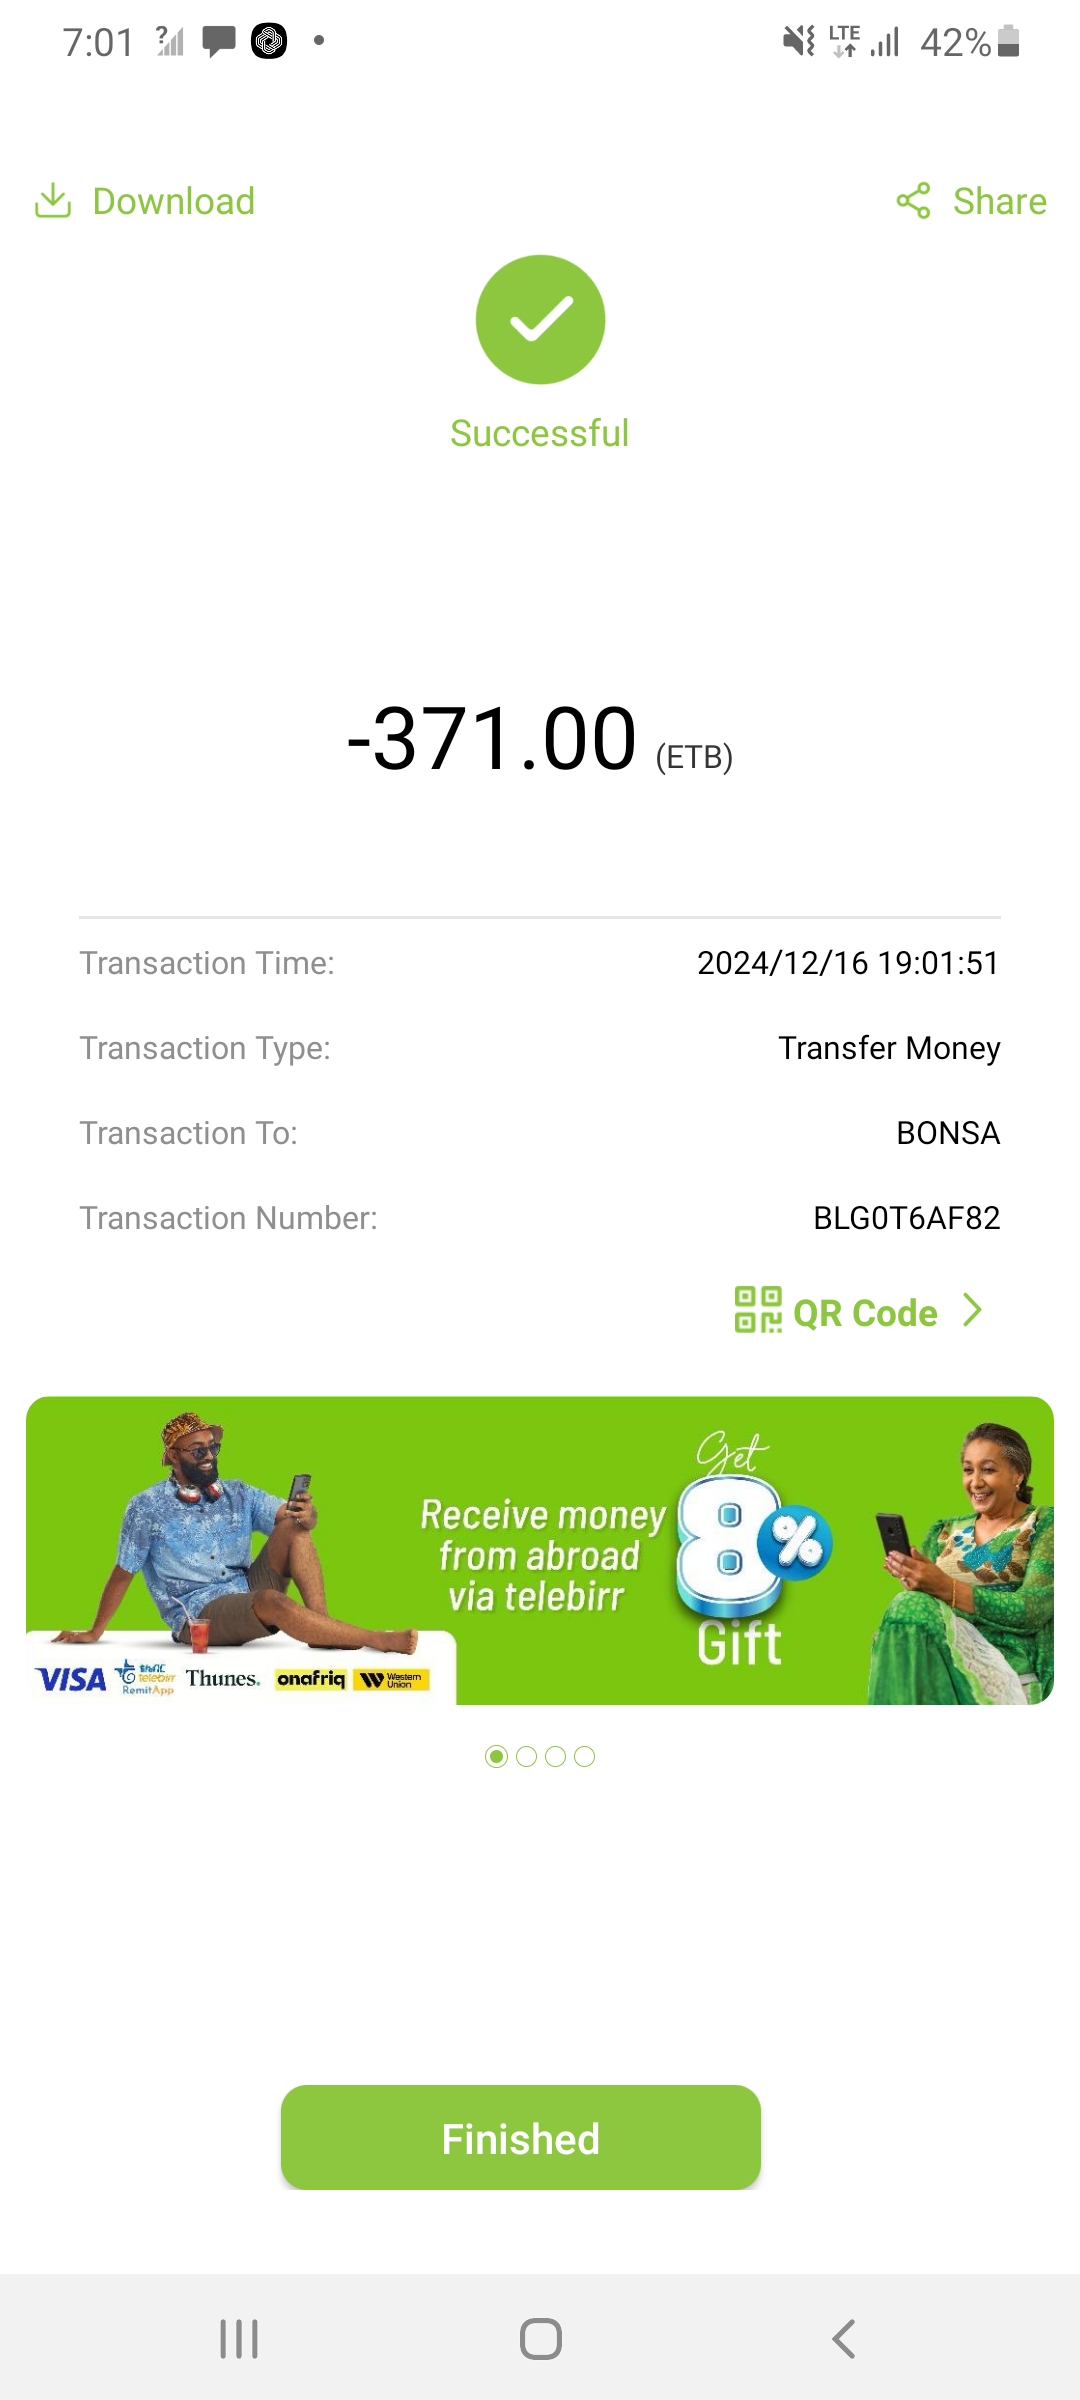 7:01
LTE
42%
Download
Share
Successful
-371.00 (ETB)
Transaction Time: 2024/12/16 19:01:51
Transaction Type: Transfer Money
Transaction To: BONSA
Transaction Number: BLG0T6AF82
QR Code
Get
8%
Gift
Receive money
from abroad
via telebirr
VISA
telebirr
RemitApp
Thunes.
onafriq
Western
Union
Finished